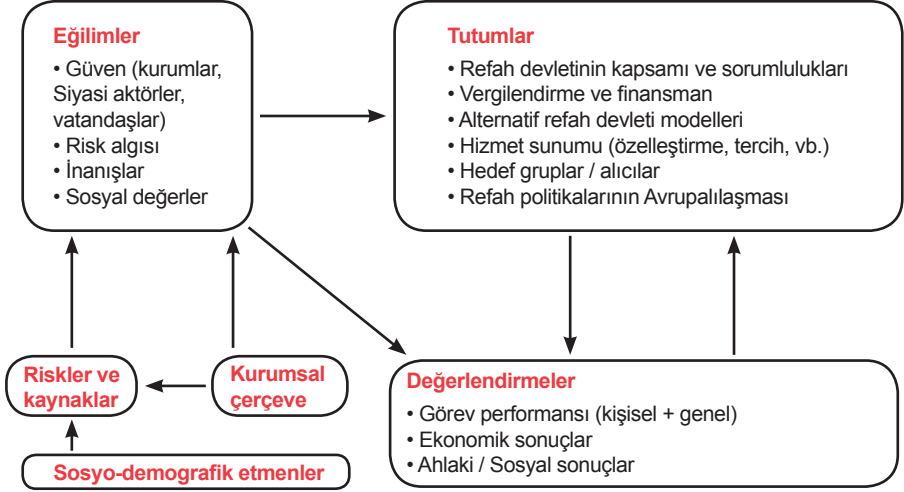 Eğilimler
• Güven (kurumlar,
Siyasi aktörler,
vatandaşlar)
• Risk algısı
• İnanışlar
• Sosyal değerler
Tutumlar
• Refah devletinin kapsamı ve sorumlulukları
• Vergilendirme ve finansman
• Alternatif refah devleti modelleri
• Hizmet sunumu (özelleştirme, tercih, vb.)
• Hedef gruplar / alıcılar
• Refah politikalarının Avrupalılaşması
Riskler ve
kaynaklar
Kurumsal
çerçeve
Sosyo-demografik etmenler
Değerlendirmeler
• Görev performansı (kişisel + genel)
• Ekonomik sonuçlar
• Ahlaki / Sosyal sonuçlar